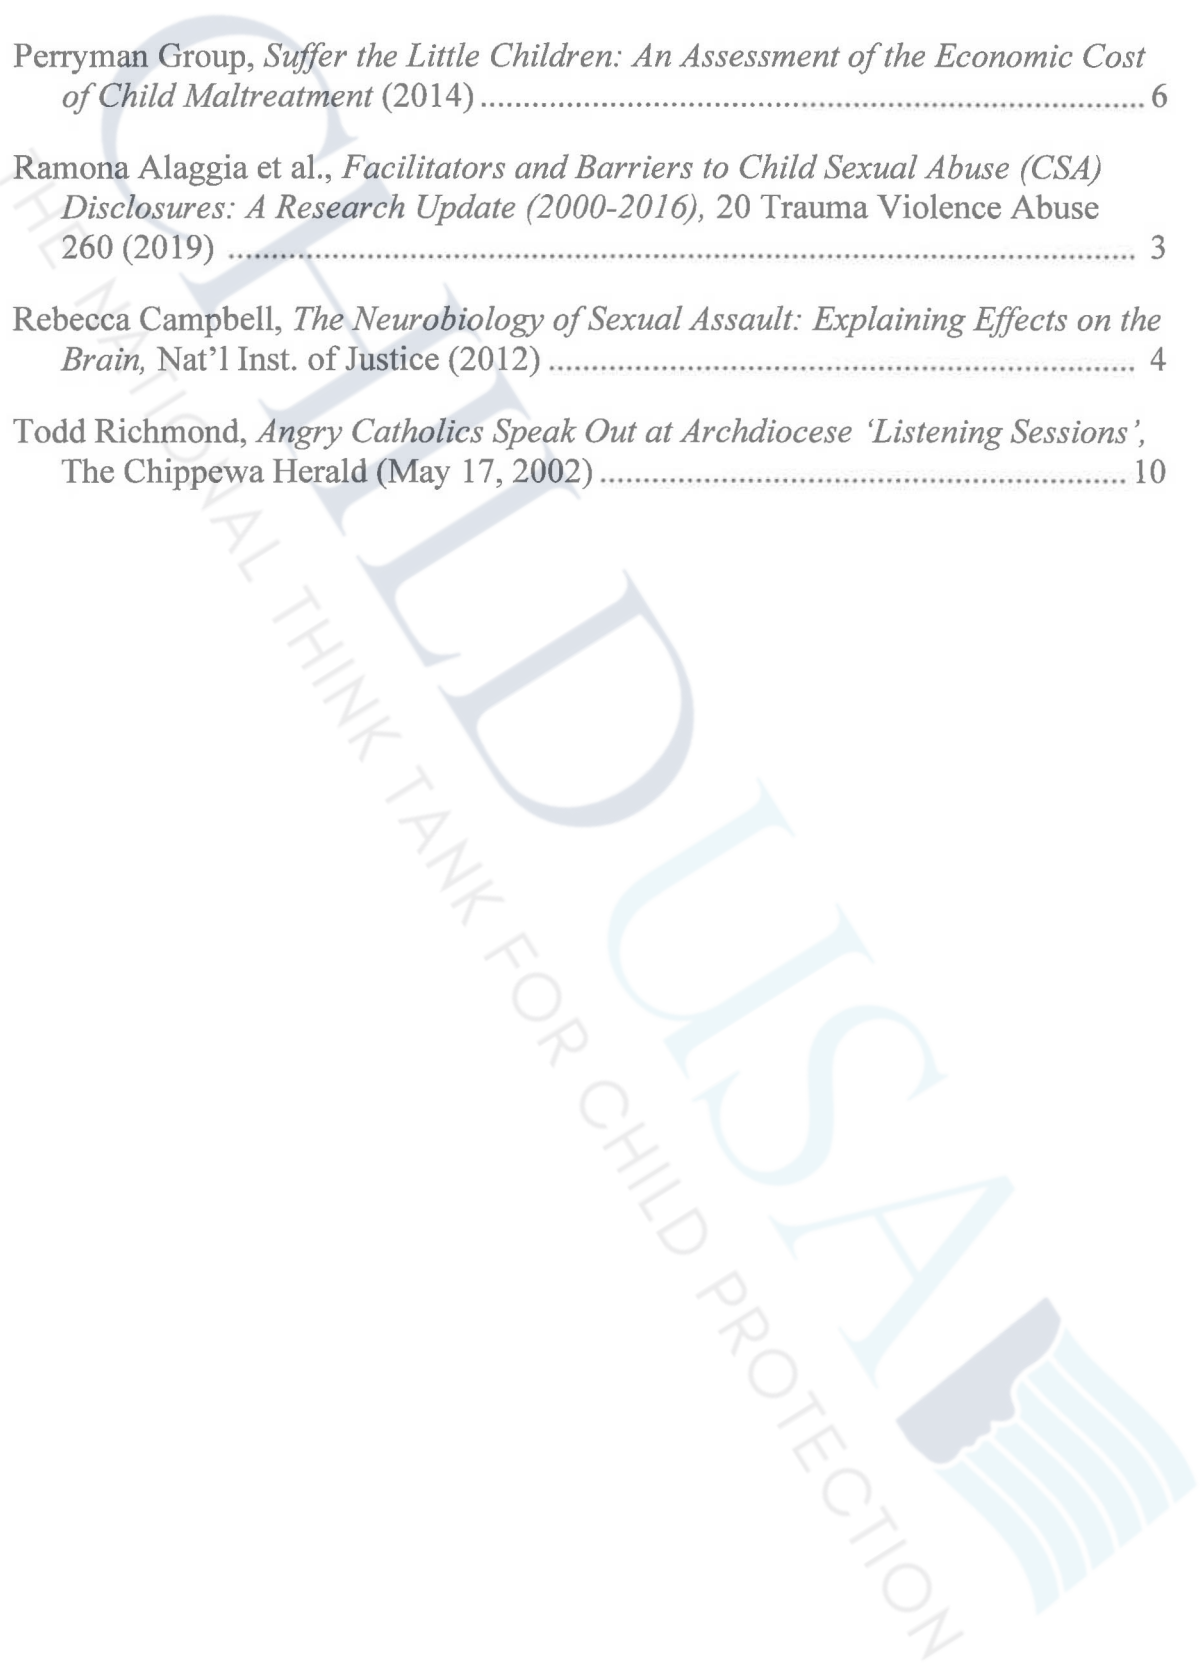 Perryman Group, Suffer the Little Children: An Assessment of the Economic Cost
of Child Maltreatment (2014) ........................................................................... 6
Ramona Alaggia et al., Facilitators and Barriers to Child Sexual Abuse (CSA)
Disclosures: A Research Update (2000-2016), 20 Trauma Violence Abuse
260 (2019) ........................................................................................................ 3
Rebecca Campbell, The Neurobiology of Sexual Assault: Explaining Effects on the
Brain, Nat'l Inst. of Justice (2012) .................................................................... 4
Todd Richmond, Angry Catholics Speak Out at Archdiocese 'Listening Sessions',
The Chippewa Herald (May 17, 2002) ............................................................. 10
CHILDUSA
THE NATIONAL THINK TANK FOR CHILD PROTECTION